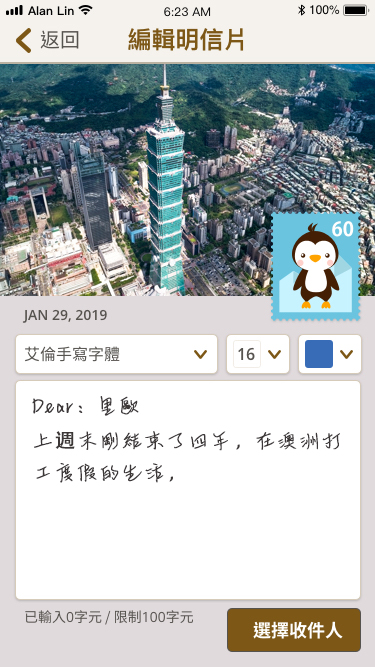 Alan Lin
6:23 AM
100%
返回
編輯明信片
60
JAN 29, 2019
艾倫手寫字體
16
Dear: 里歐
上週末剛結束了四年，在澳洲打
工度假的生活，
已輸入0字元 / 限制100字元
選擇收件人